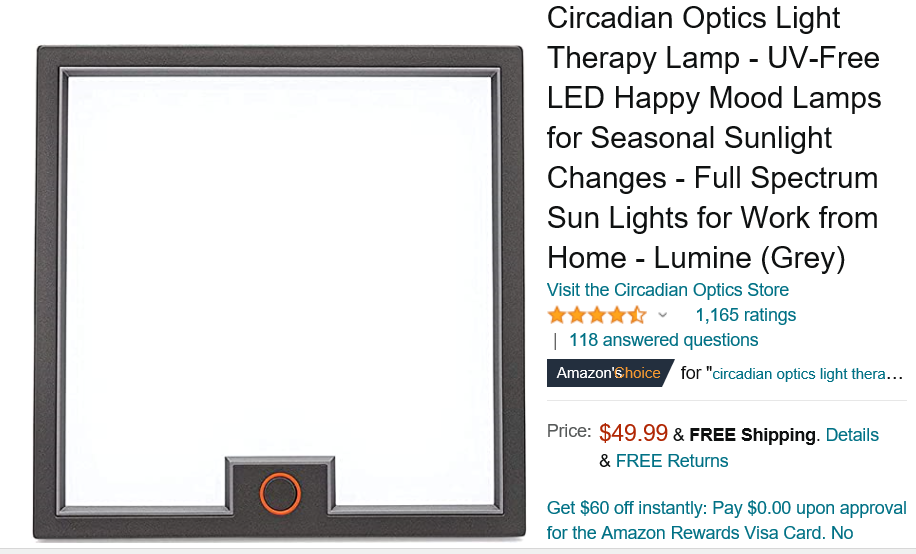 Circadian Optics Light
Therapy Lamp - UV-Free
LED Happy Mood Lamps
for Seasonal Sunlight
Changes - Full Spectrum
Sun Lights for Work from
Home - Lumine (Grey)
Visit the Circadian Optics Store
1,165 ratings
| 118 answered questions
Amazon's Choice for "circadian optics light thera...
Price: $49.99 & FREE Shipping. Details
& FREE Returns
Get $60 off instantly: Pay $0.00 upon approval
for the Amazon Rewards Visa Card. No